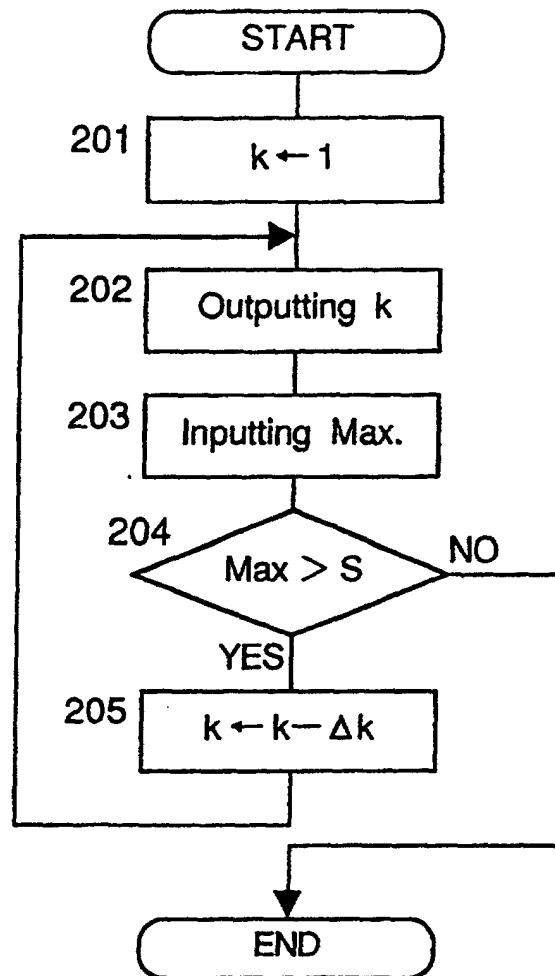 START
201
k ← 1
202
Outputting k
203
Inputting Max.
204
Max > S
NO
YES
205
k ← k − Δk
END